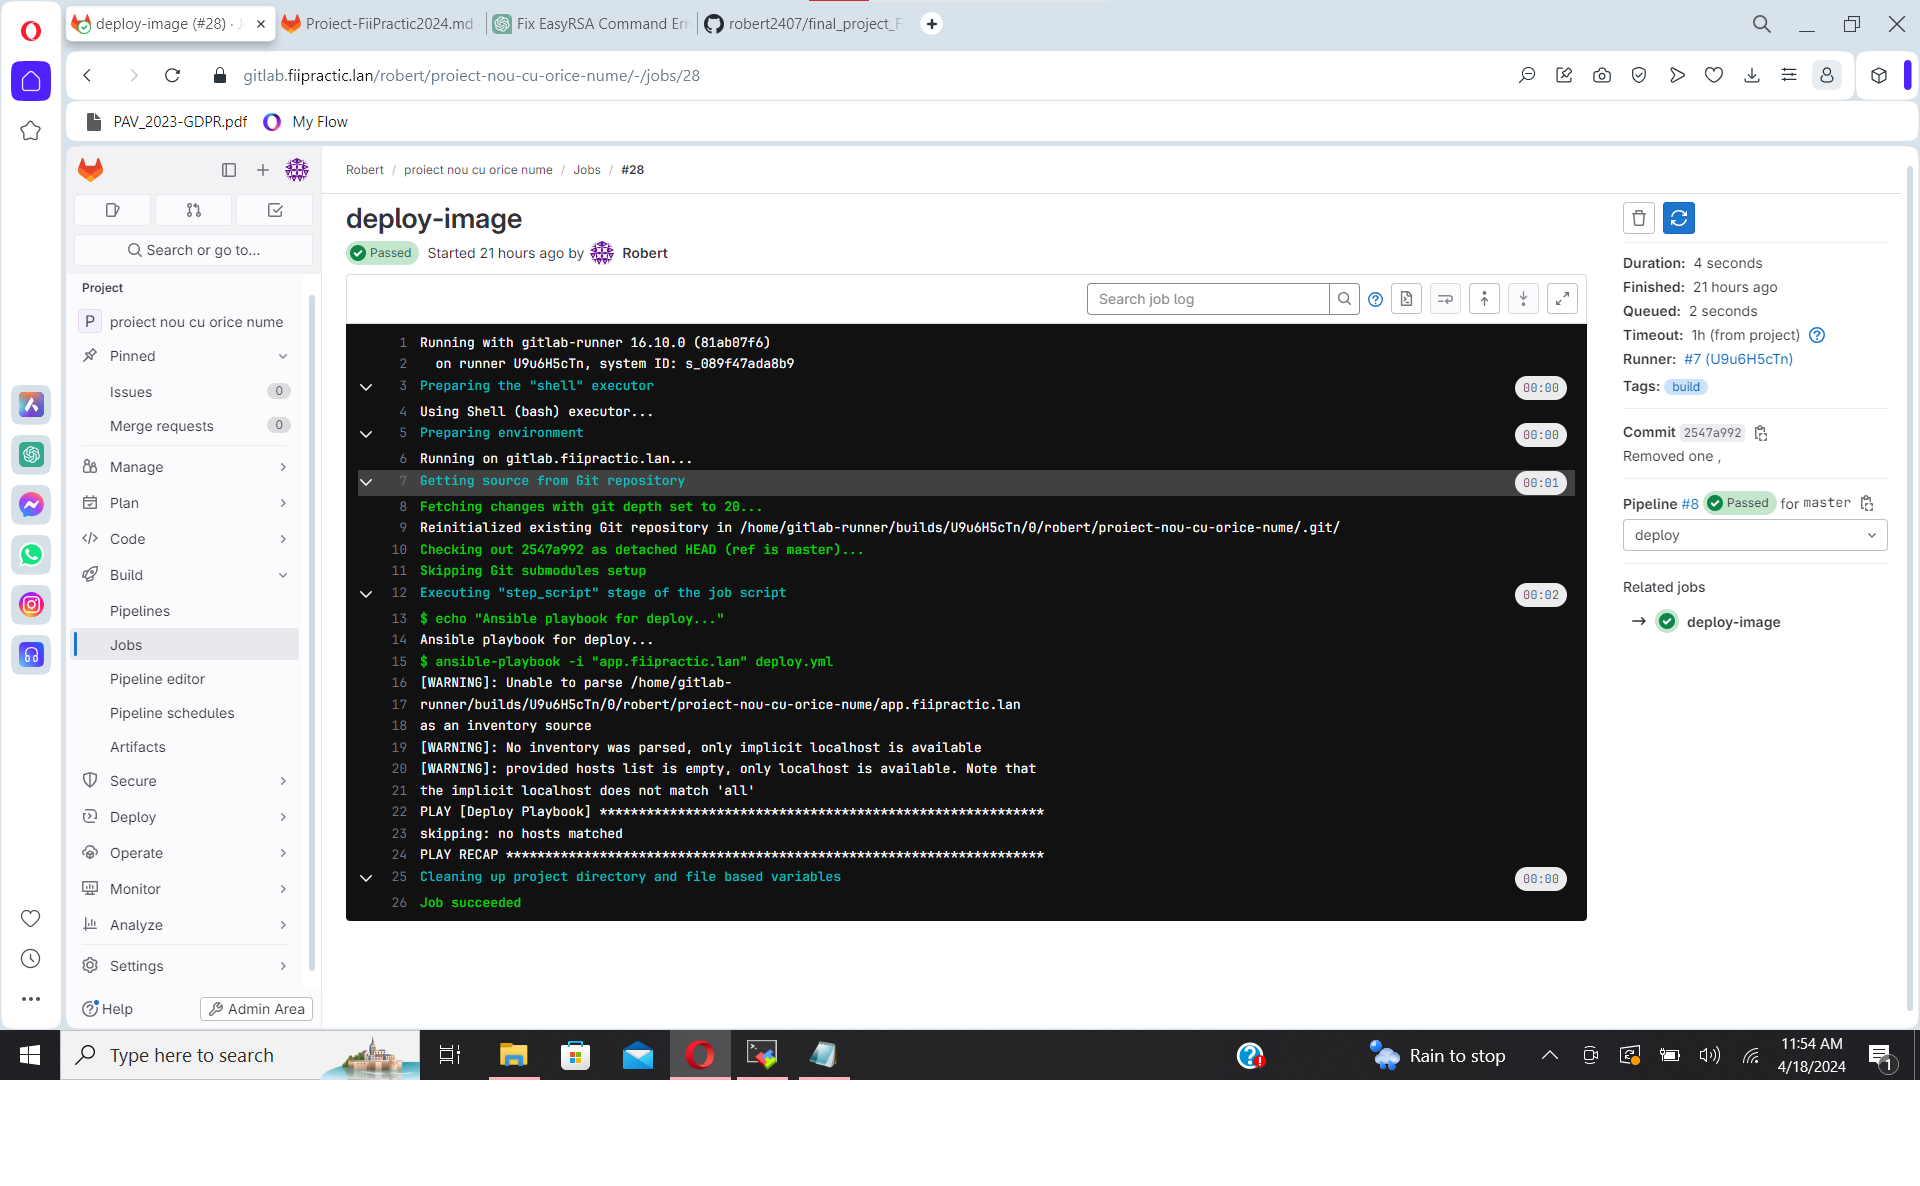 deploy-image (#28) · J
Proiect-FiiPractic2024.md
Fix EasyRSA Command Err
robert2407/final_project_F
gitlab.fiipractic.lan/robert/proiect-nou-cu-orice-nume/-/jobs/28
PAV_2023-GDPR.pdf
My Flow
Search or go to...
Project
P proiect nou cu orice nume
Pinned
Issues 0
Merge requests 0
Manage
Plan
Code
Build
Pipelines
Jobs
Pipeline editor
Pipeline schedules
Artifacts
Secure
Deploy
Operate
Monitor
Analyze
Settings
Help
Admin Area
Robert / proiect nou cu orice nume / Jobs / #28
deploy-image
Passed Started 21 hours ago by Robert
Search job log
1 Running with gitlab-runner 16.10.0 (81ab07f6)
2 on runner U9u6H5cTn, system ID: s_089f47ada8b9
3 Preparing the "shell" executor 00:00
4 Using Shell (bash) executor...
5 Preparing environment 00:00
6 Running on gitlab.fiipractic.lan...
7 Getting source from Git repository 00:01
8 Fetching changes with git depth set to 20...
9 Reinitialized existing Git repository in /home/gitlab-runner/builds/U9u6H5cTn/0/robert/proiect-nou-cu-orice-nume/.git/
10 Checking out 2547a992 as detached HEAD (ref is master)...
11 Skipping Git submodules setup
12 Executing "step_script" stage of the job script 00:02
13 $ echo "Ansible playbook for deploy..."
14 Ansible playbook for deploy...
15 $ ansible-playbook -i "app.fiipractic.lan" deploy.yml
16 [WARNING]: Unable to parse /home/gitlab-
17 runner/builds/U9u6H5cTn/0/robert/proiect-nou-cu-orice-nume/app.fiipractic.lan
18 as an inventory source
19 [WARNING]: No inventory was parsed, only implicit localhost is available
20 [WARNING]: provided hosts list is empty, only localhost is available. Note that
21 the implicit localhost does not match 'all'
22 PLAY [Deploy Playbook] *********************************************************
23 skipping: no hosts matched
24 PLAY RECAP *********************************************************************
25 Cleaning up project directory and file based variables 00:00
26 Job succeeded
Duration: 4 seconds
Finished: 21 hours ago
Queued: 2 seconds
Timeout: 1h (from project)
Runner: #7 (U9u6H5cTn)
Tags: build
Commit 2547a992
Removed one ,
Pipeline #8 Passed for master
deploy
Related jobs
→ deploy-image
Type here to search
Rain to stop
11:54 AM
4/18/2024
1